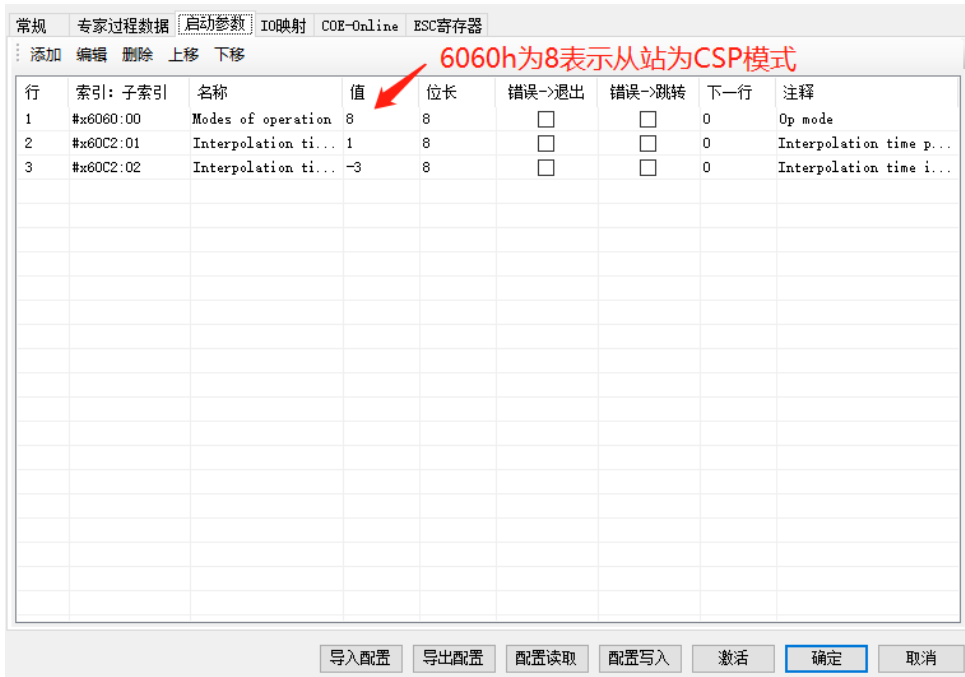 常规 专家过程数据 启动参数 IO映射 COE-Online ESC寄存器
添加 编辑 删除 上移 下移
6060h为8表示从站为CSP模式
行 索引: 子索引 名称 值 位长 错误->退出 错误->跳转 下一行 注释
1 #x6060:00 Modes of operation 8 8 0 Op mode
2 #x60C2:01 Interpolation ti... 1 8 0 Interpolation time p...
3 #x60C2:02 Interpolation ti... -3 8 0 Interpolation time i...
导入配置 导出配置 配置读取 配置写入 激活 确定 取消